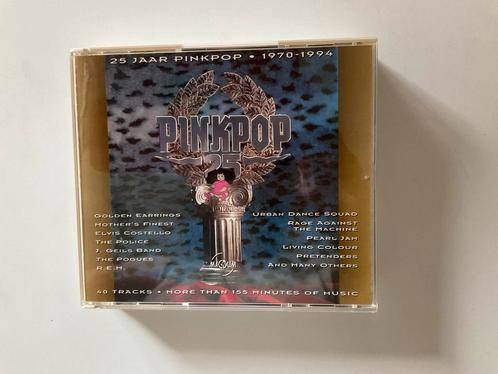 25 JAAR PINKPOP • 1970-1994
PINKPOP
25
GOLDEN EARRINGS
MOTHER'S FINEST
ELVIS COSTELLO
THE POLICE
J. GEILS BAND
THE POGUES
R.E.M.
URBAN DANCE SQUAD
RAGE AGAINST
THE MACHINE
PEARL JAM
LIVING COLOUR
PRETENDERS
AND MANY OTHERS
MAGNUM
40 TRACKS • MORE THAN 155 MINUTES OF MUSIC